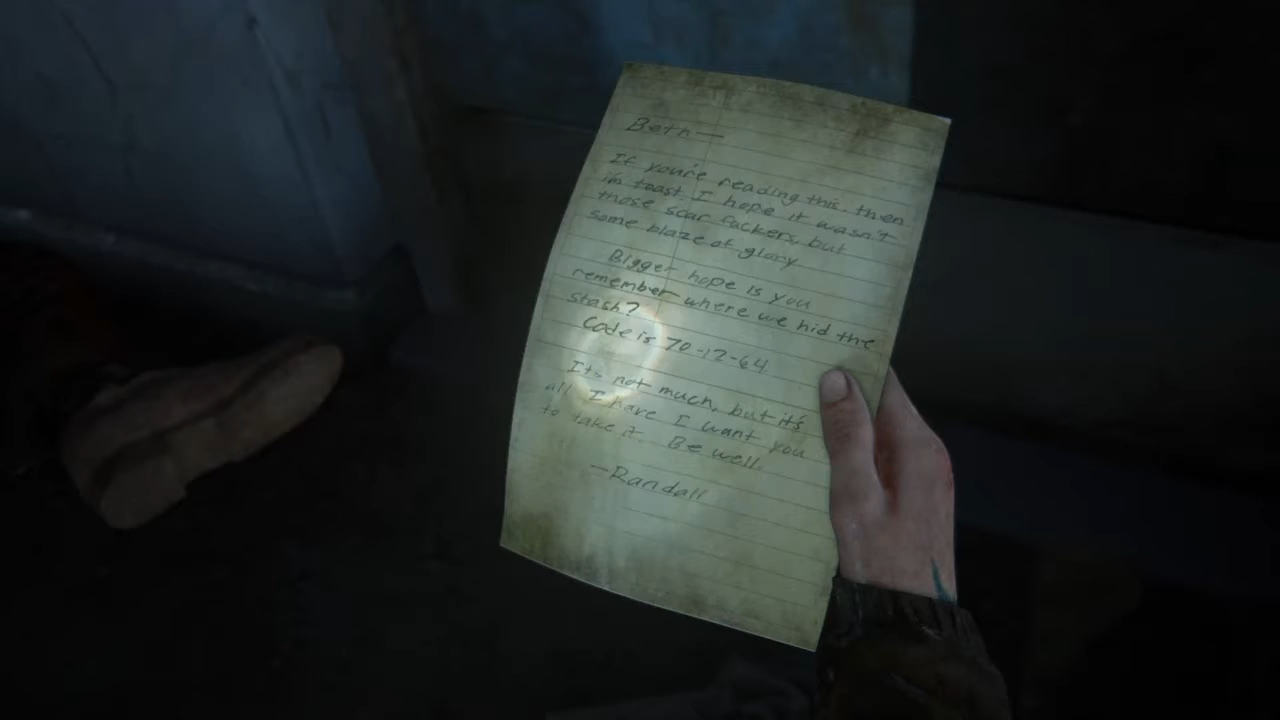 Beth—
If you're reading this, then
i'm toast. I hope it wasn't
those scar fuckers, but
some blaze of glory
Bigger hope is you
remember where we hid the
stash?
Code is 70-12-64
It's not much, but it's
all I have. I want you
to take it. Be well.
—Randall